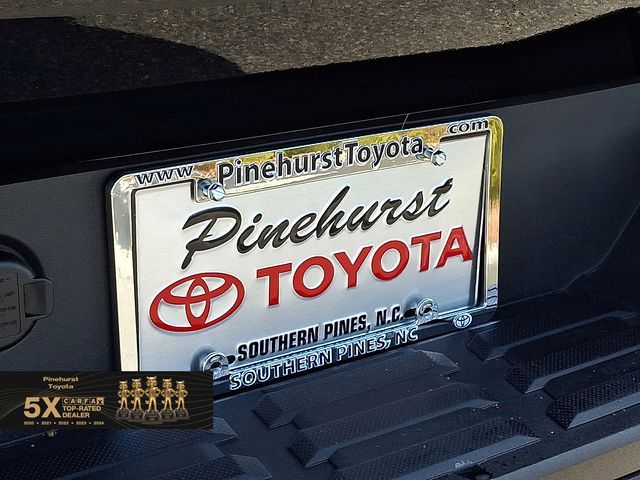 www PinehurstToyota com
Pinehurst
TOYOTA
SOUTHERN PINES, N.C.
SOUTHERN PINES, NC
Pinehurst
Toyota
5X CARFAX
TOP-RATED
DEALER
2020 • 2021 • 2022 • 2023 • 2024